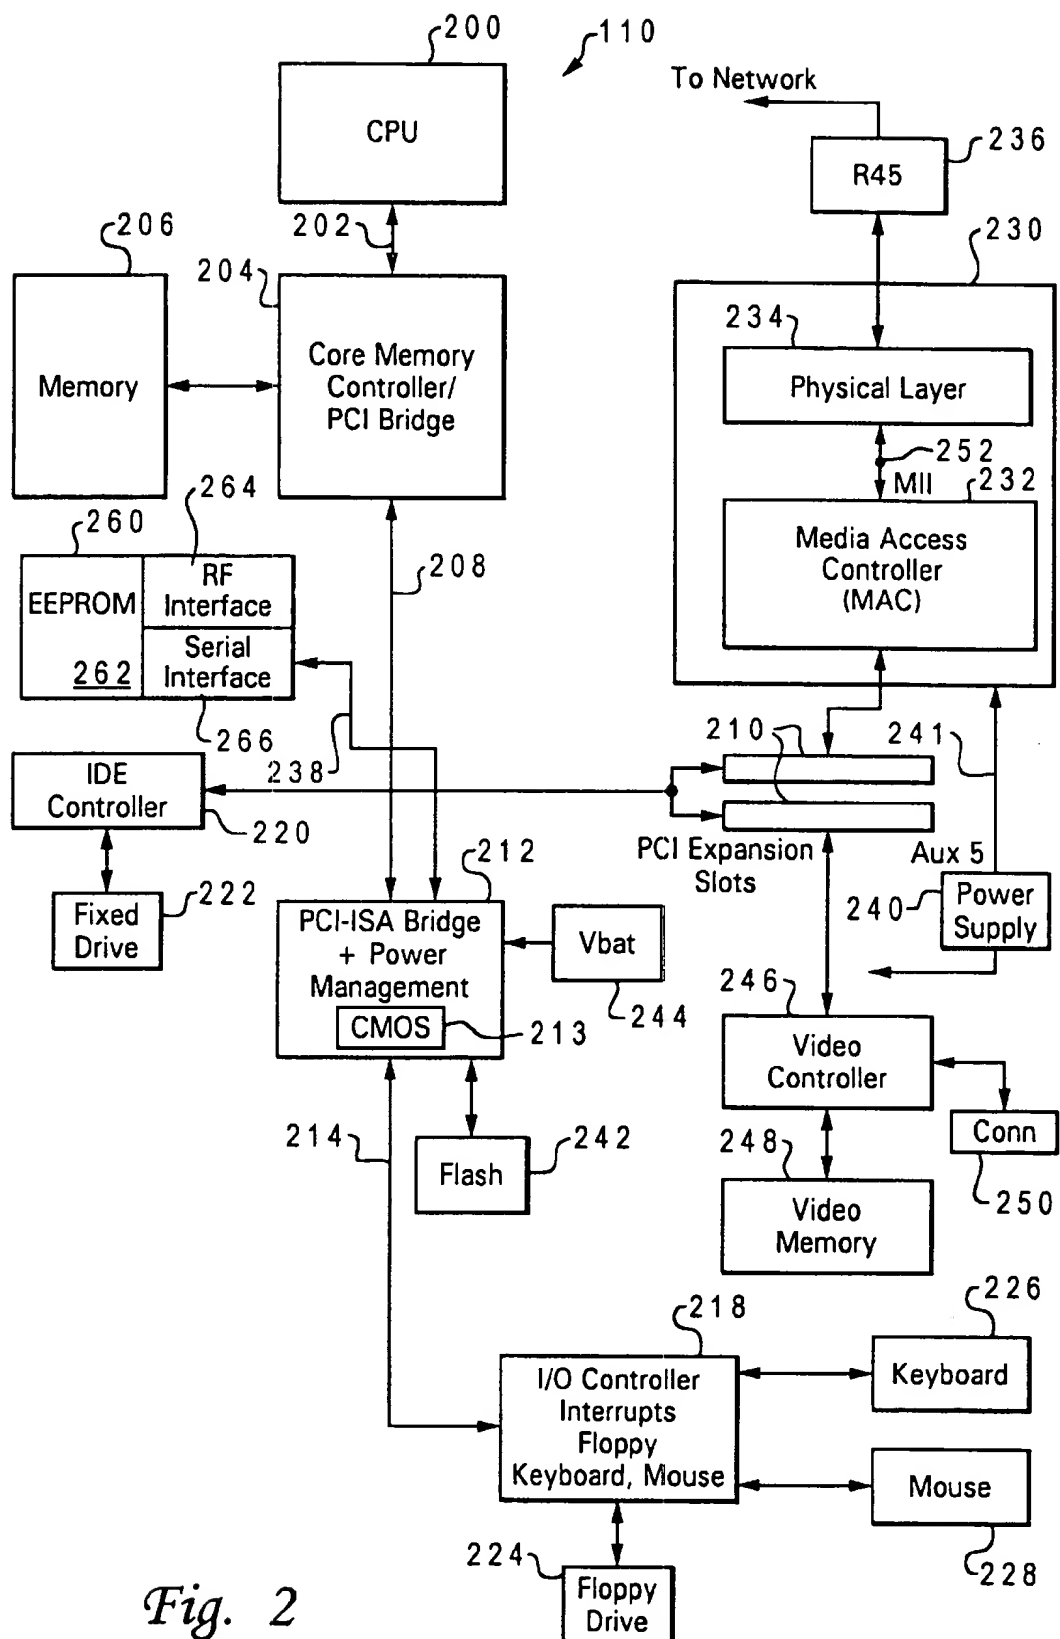 200
110
To Network
CPU
R45
236
206
202
204
230
Memory
Core Memory
Controller/
PCI Bridge
234
Physical Layer
252
MII
232
Media Access
Controller
(MAC)
264
260
EEPROM
RF
Interface
262
Serial
Interface
208
266
238
210
241
IDE
Controller
220
PCI Expansion
Slots
Aux 5
212
222
Fixed
Drive
PCI-ISA Bridge
+ Power
Management
CMOS
213
Vbat
244
240
Power
Supply
246
Video
Controller
214
242
Flash
248
Video
Memory
Conn
250
218
226
I/O Controller
Interrupts
Floppy
Keyboard, Mouse
Keyboard
Mouse
228
224
Floppy
Drive
Fig. 2